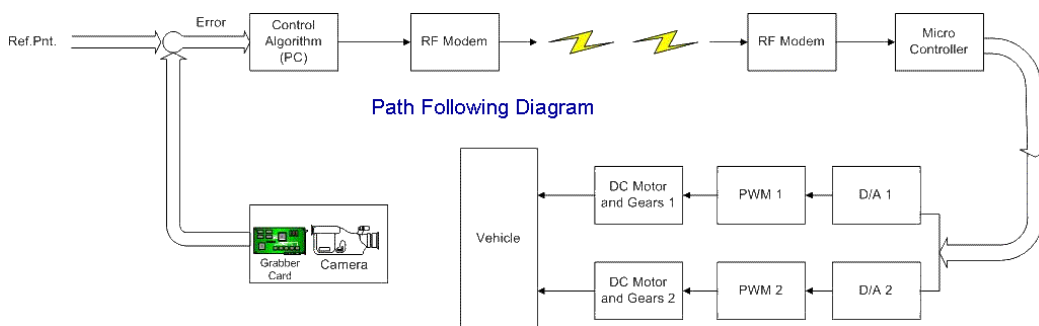 Ref.Pnt.
Error
Control
Algorithm
(PC)
RF Modem
RF Modem
Micro
Controller
Path Following Diagram
Vehicle
DC Motor
and Gears 1
PWM 1
D/A 1
DC Motor
and Gears 2
PWM 2
D/A 2
Grabber
Card
Camera